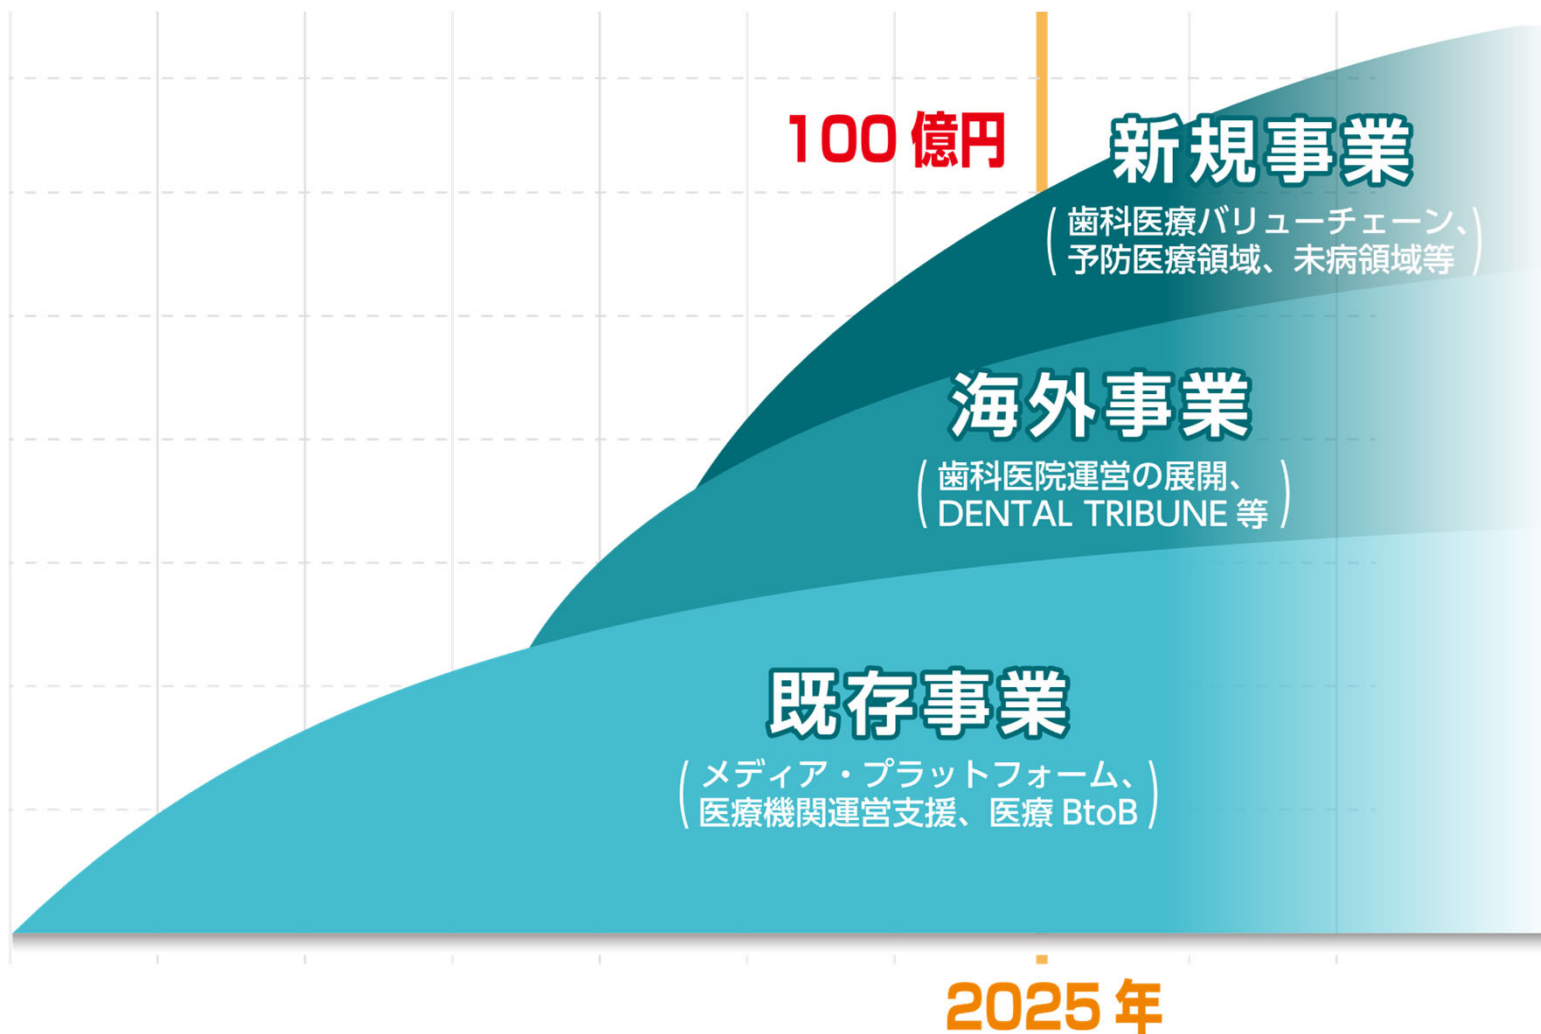 100億円
新規事業
(歯科医療バリューチェーン、
予防医療領域、未病領域等)
海外事業
(歯科医院運営の展開、
DENTAL TRIBUNE 等)
既存事業
(メディア・プラットフォーム、
医療機関運営支援、医療 BtoB)
2025年